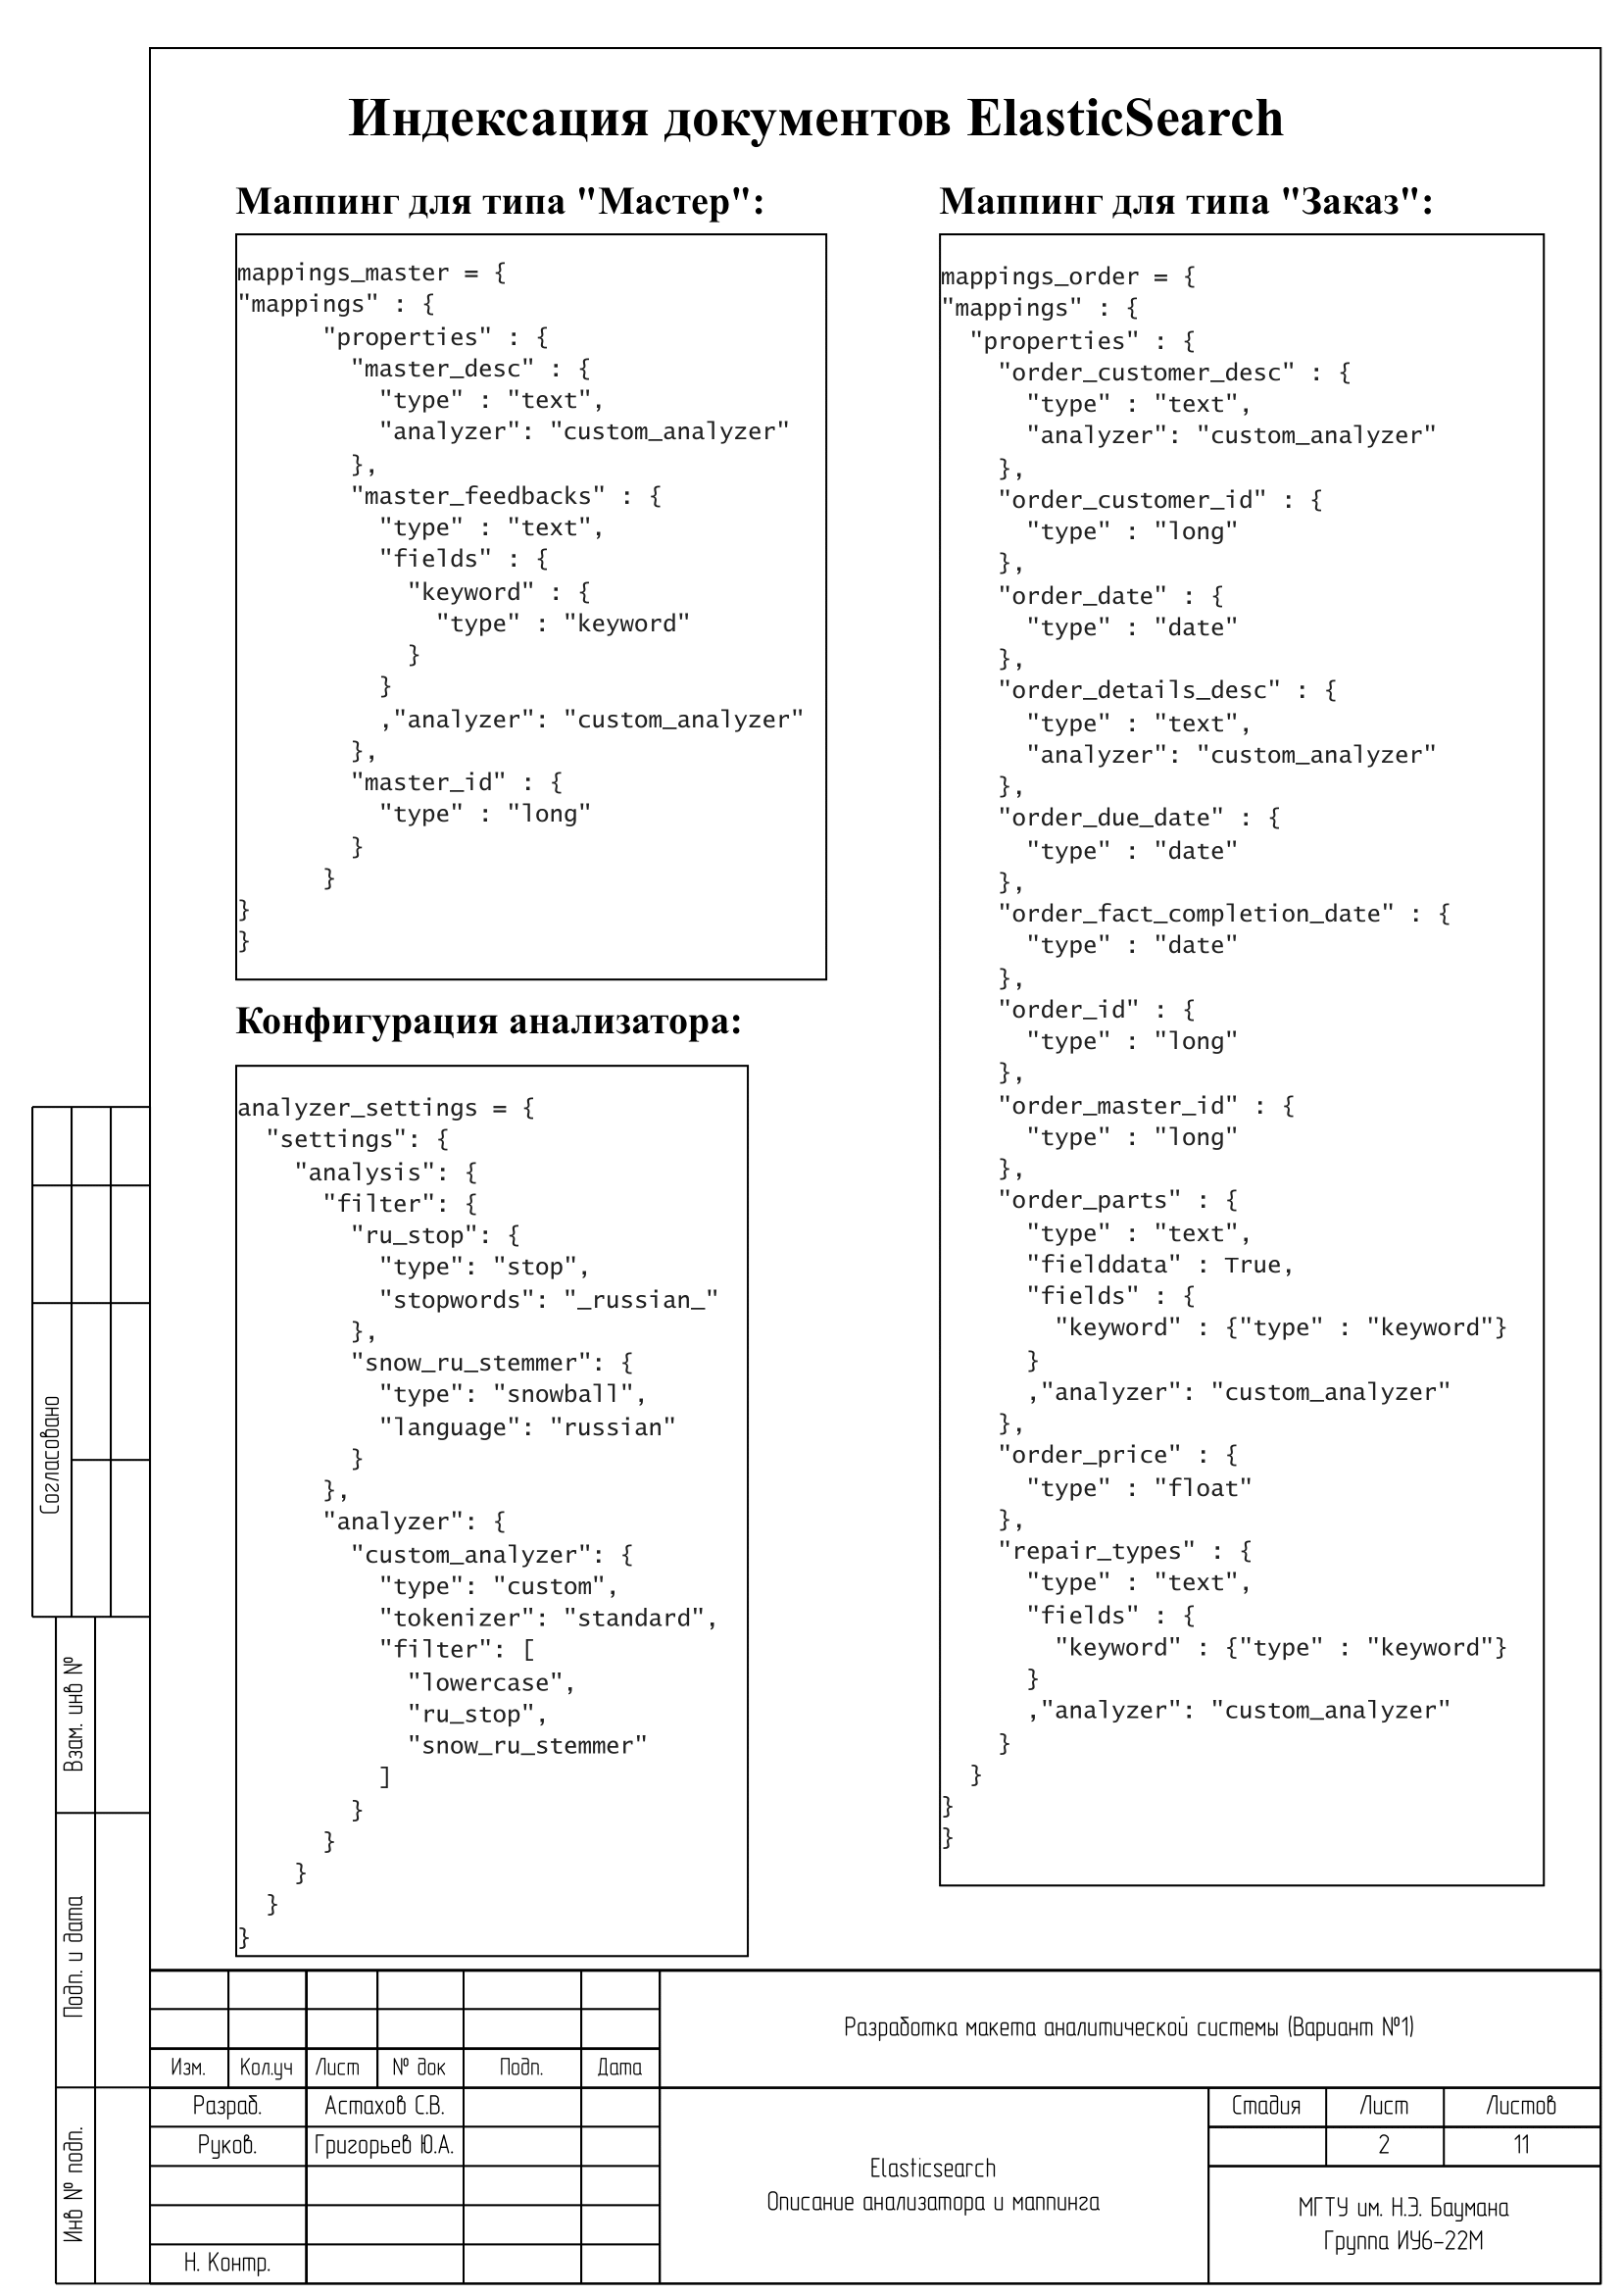 Индексация документов ElasticSearch
Маппинг для типа "Мастер":
mappings_master = {
"mappings" : {
"properties" : {
"master_desc" : {
"type" : "text",
"analyzer": "custom_analyzer"
},
"master_feedbacks" : {
"type" : "text",
"fields" : {
"keyword" : {
"type" : "keyword"
}
}
,"analyzer": "custom_analyzer"
},
"master_id" : {
"type" : "long"
}
}
}
}
Конфигурация анализатора:
analyzer_settings = {
"settings": {
"analysis": {
"filter": {
"ru_stop": {
"type": "stop",
"stopwords": "_russian_"
},
"snow_ru_stemmer": {
"type": "snowball",
"language": "russian"
}
},
"analyzer": {
"custom_analyzer": {
"type": "custom",
"tokenizer": "standard",
"filter": [
"lowercase",
"ru_stop",
"snow_ru_stemmer"
]
}
}
}
}
}
Маппинг для типа "Заказ":
mappings_order = {
"mappings" : {
"properties" : {
"order_customer_desc" : {
"type" : "text",
"analyzer": "custom_analyzer"
},
"order_customer_id" : {
"type" : "long"
},
"order_date" : {
"type" : "date"
},
"order_details_desc" : {
"type" : "text",
"analyzer": "custom_analyzer"
},
"order_due_date" : {
"type" : "date"
},
"order_fact_completion_date" : {
"type" : "date"
},
"order_id" : {
"type" : "long"
},
"order_master_id" : {
"type" : "long"
},
"order_parts" : {
"type" : "text",
"fielddata" : True,
"fields" : {
"keyword" : {"type" : "keyword"}
}
,"analyzer": "custom_analyzer"
},
"order_price" : {
"type" : "float"
},
"repair_types" : {
"type" : "text",
"fields" : {
"keyword" : {"type" : "keyword"}
}
,"analyzer": "custom_analyzer"
}
}
}
}
Согласовано
Взам. инв №
Подп. и дата
Инв № подп.
Изм. Кол.уч Лист № док Подп. Дата
Разраб. Астахов С.В.
Руков. Григорьев Ю.А.
Н. Контр.
Разработка макета аналитической системы (Вариант №1)
Elasticsearch
Описание анализатора и маппинга
Стадия Лист Листов
2 11
МГТУ им. Н.Э. Баумана
Группа ИУ6-22М